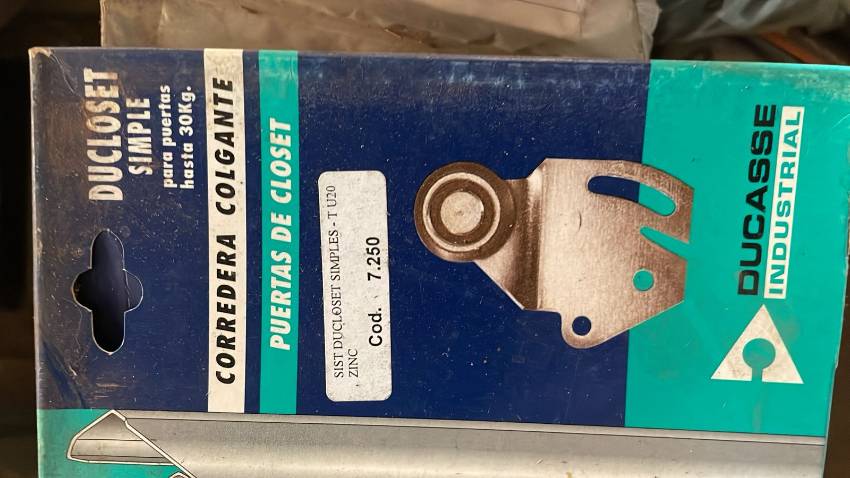 DUCLOSET
SIMPLE
para puertas
hasta 30Kg.
CORREDERA COLGANTE
PUERTAS DE CLOSET
SIST DUCLOSET SIMPLES - T U20
ZINC
Cod. 7.250
DUCASSE
INDUSTRIAL